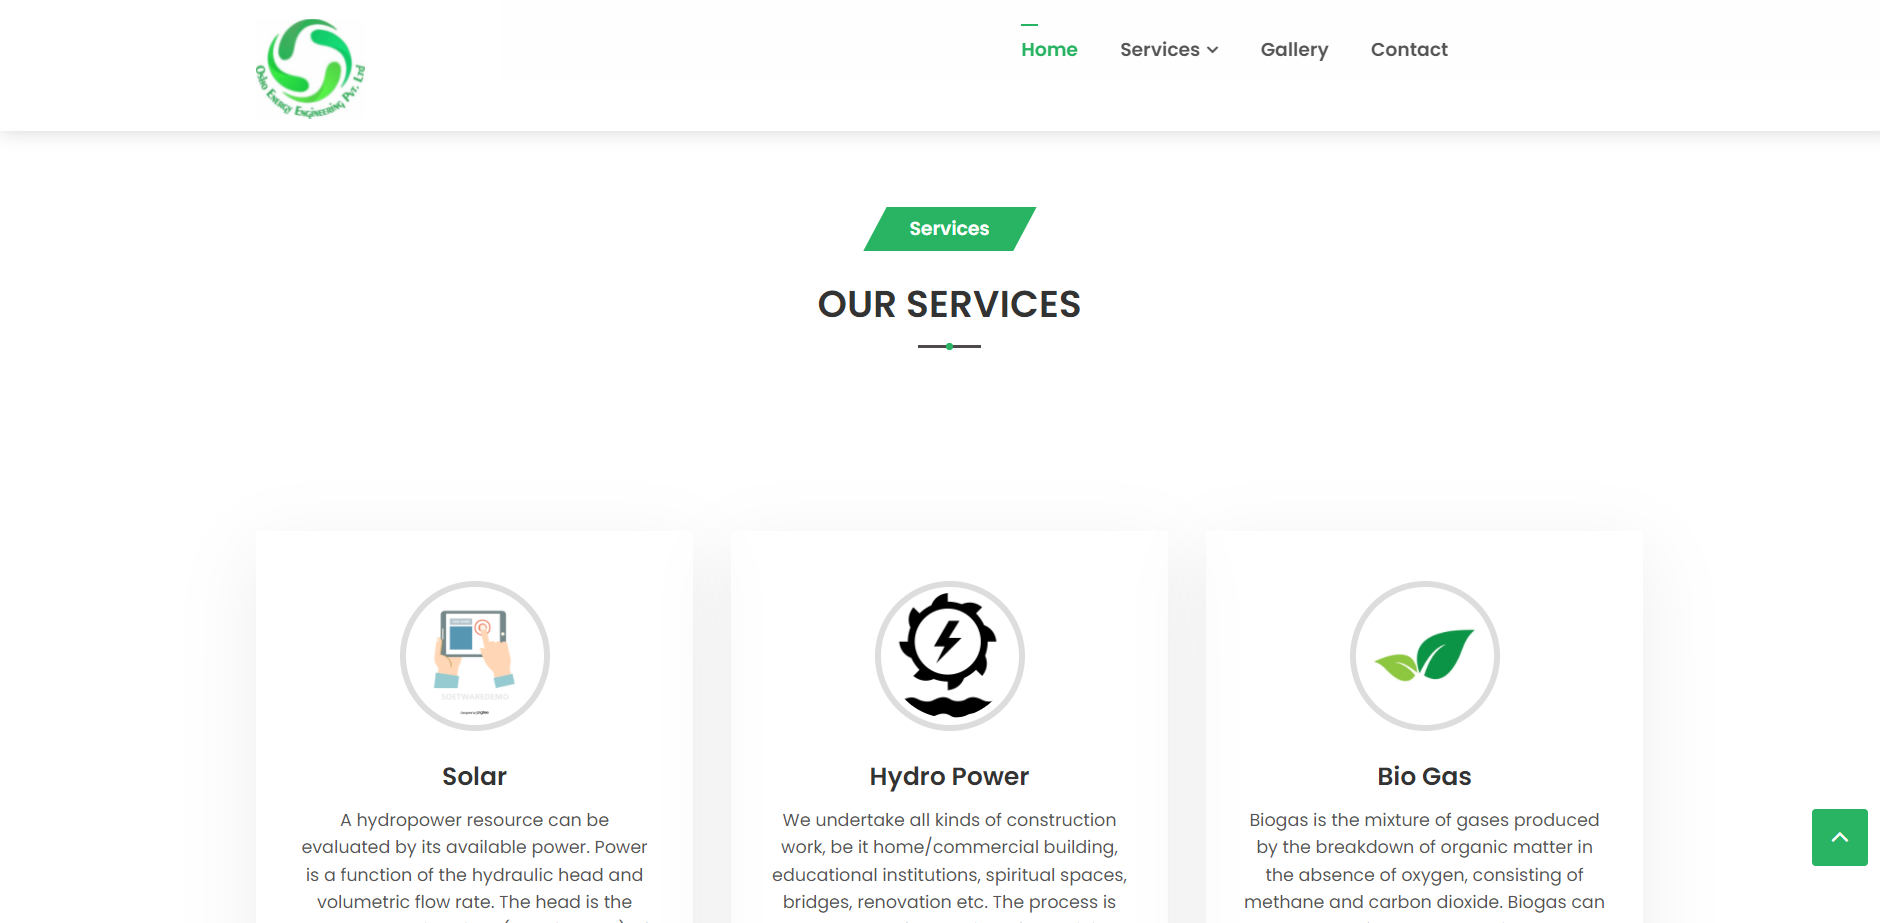 Home
Services
Gallery
Contact
Energy Engineering Pvt. Ltd
Services
OUR SERVICES
SOFTWAREDEMO
Solar
A hydropower resource can be
evaluated by its available power. Power
is a function of the hydraulic head and
volumetric flow rate. The head is the
Hydro Power
We undertake all kinds of construction
work, be it home/commercial building,
educational institutions, spiritual spaces,
bridges, renovation etc. The process is
Bio Gas
Biogas is the mixture of gases produced
by the breakdown of organic matter in
the absence of oxygen, consisting of
methane and carbon dioxide. Biogas can